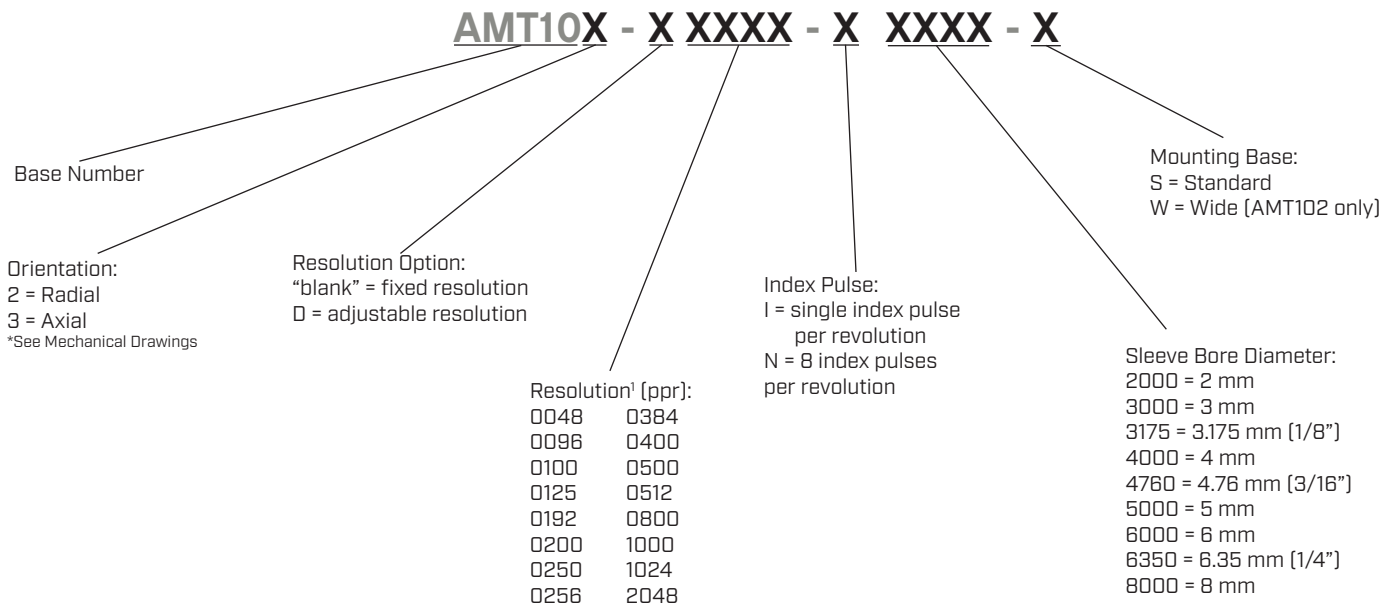 AMT10X - X XXXX - X XXXX - X
Base Number
Orientation:
2 = Radial
3 = Axial
*See Mechanical Drawings
Resolution Option:
“blank” = fixed resolution
D = adjustable resolution
Resolution¹ (ppr):
0048 0384
0096 0400
0100 0500
0125 0512
0192 0800
0200 1000
0250 1024
0256 2048
Index Pulse:
I = single index pulse
per revolution
N = 8 index pulses
per revolution
Sleeve Bore Diameter:
2000 = 2 mm
3000 = 3 mm
3175 = 3.175 mm (1/8”)
4000 = 4 mm
4760 = 4.76 mm (3/16”)
5000 = 5 mm
6000 = 6 mm
6350 = 6.35 mm (1/4”)
8000 = 8 mm
Mounting Base:
S = Standard
W = Wide (AMT102 only)